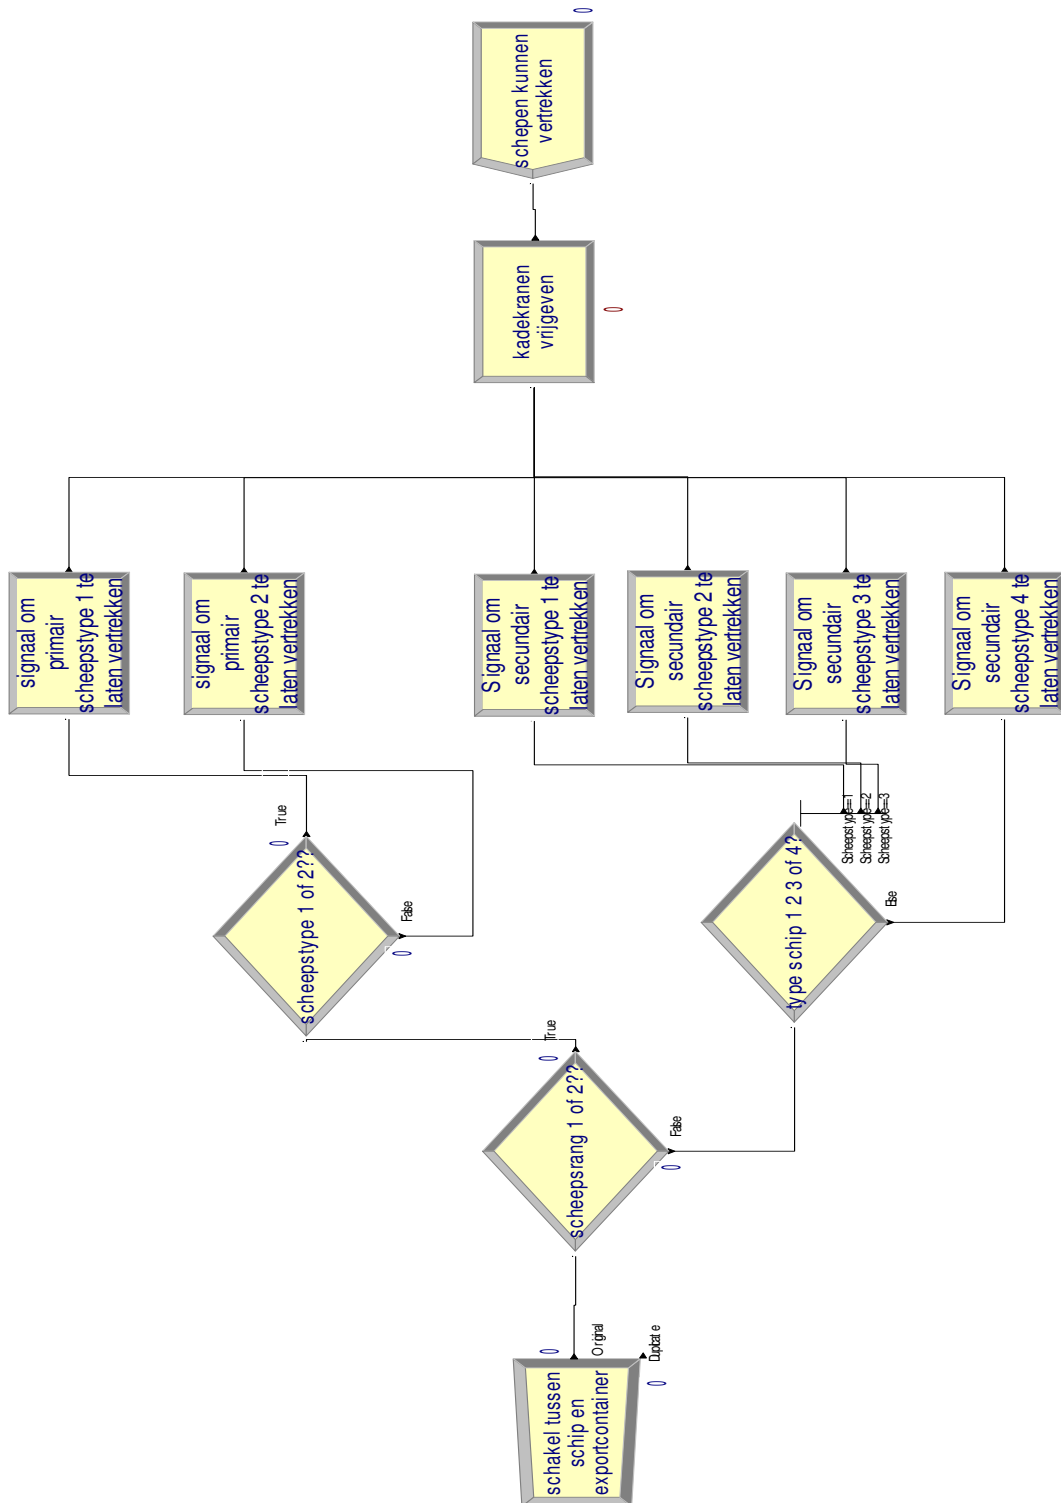 schepen kunnen
vertrekken
kadekranen
vrijgeven
signaal om
primair
scheepstype 1 te
laten vertrekken
signaal om
primair
scheepstype 2 te
laten vertrekken
Signaal om
secundair
scheepstype 1 te
laten vertrekken
Signaal om
secundair
scheepstype 2 te
laten vertrekken
Signaal om
secundair
scheepstype 3 te
laten vertrekken
Signaal om
secundair
scheepstype 4 te
laten vertrekken
True
0
scheepstype 1 of 2??
False
0
Scheepstype==1
Scheepstype==2
Scheepstype==3
type schip 1 2 3 of 4?
Else
True
0
scheepsrang 1 of 2??
False
0
0
Original
Duplicate
0
schakel tussen
schip en
exportcontainer
0
0